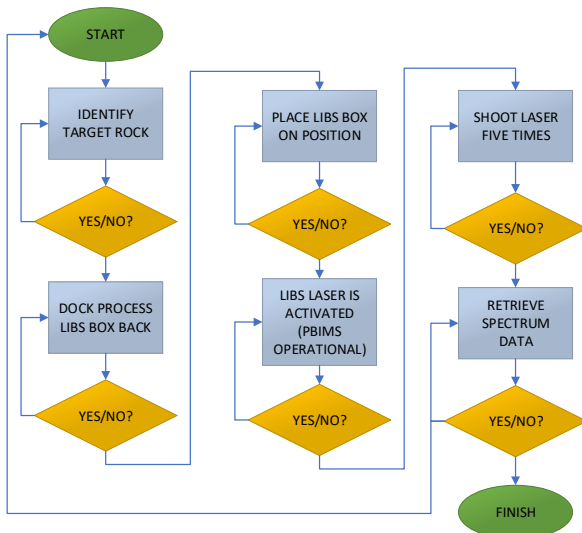 START
IDENTIFY
TARGET ROCK
YES/NO?
DOCK PROCESS
LIBS BOX BACK
YES/NO?
PLACE LIBS BOX
ON POSITION
YES/NO?
LIBS LASER IS
ACTIVATED
(PBIMS
OPERATIONAL)
YES/NO?
SHOOT LASER
FIVE TIMES
YES/NO?
RETRIEVE
SPECTRUM
DATA
YES/NO?
FINISH